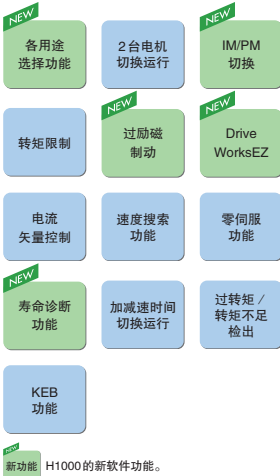 NEW
各用途
选择功能
2台电机
切换运行
NEW
IM/PM
切换
转矩限制
NEW
过励磁
制动
NEW
Drive
WorksEZ
电流
矢量控制
速度搜索
功能
零伺服
功能
NEW
寿命诊断
功能
加减速时间
切换运行
过转矩/
转矩不足
检出
KEB
功能
NEW
新功能 H1000的新软件功能。